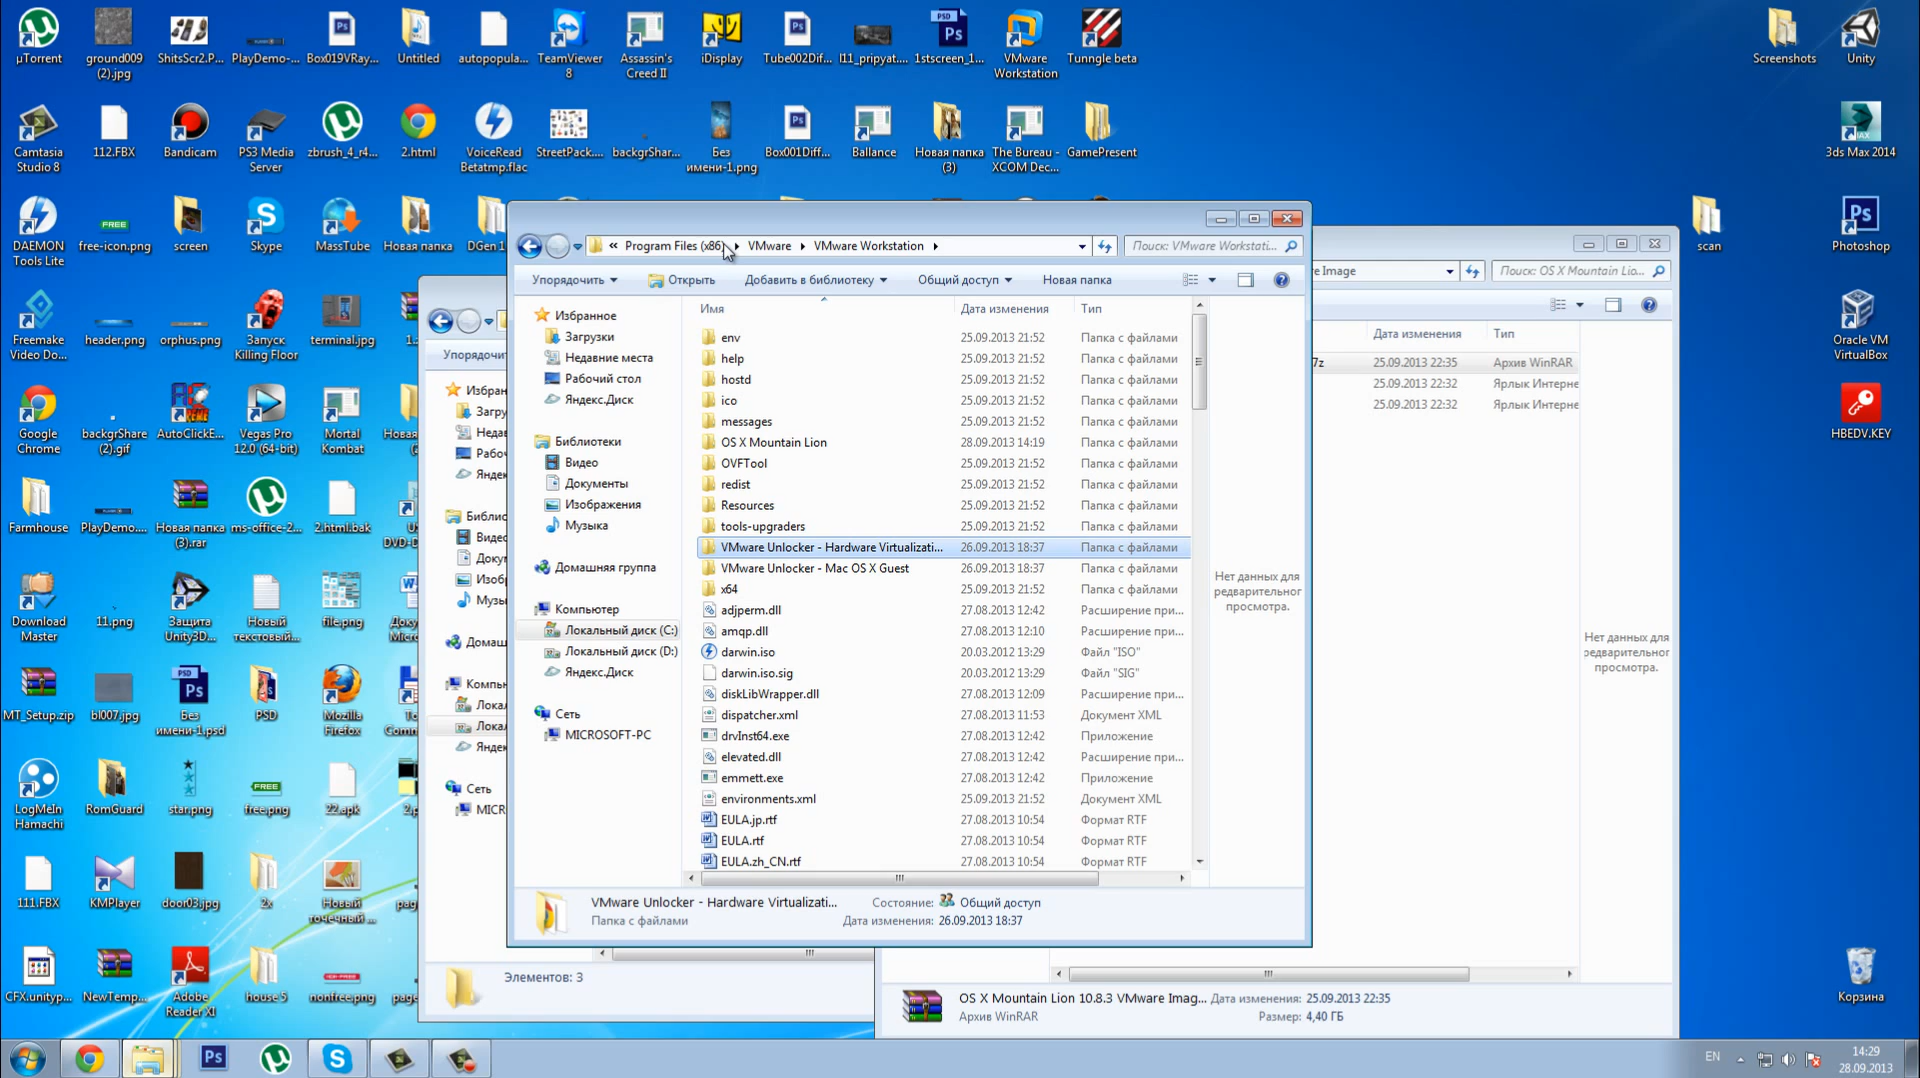 µTorrent
ground009 (2).jpg
ShitsScr2.P...
PlayDemo-...
Box019VRay...
Untitled
autopopula...
TeamViewer 8
Assassin's Creed II
iDisplay
Tube002Dif...
l11_pripyat....
1stscreen_1...
VMware Workstation
Tunngle beta
Screenshots
Unity
Camtasia Studio 8
112.FBX
Bandicam
PS3 Media Server
zbrush_4_r4...
2.html
VoiceRead Betatmp.flac
StreetPack....
backgrShar...
Без имени-1.png
Box001Diff...
Ballance
Новая папка (3)
The Bureau - XCOM Dec...
GamePresent
3ds Max 2014
DAEMON Tools Lite
free-icon.png
screen
Skype
MassTube
Новая папка
DGen 1
scan
Photoshop
Freemake Video Do...
header.png
orphus.png
Запуск Killing Floor
terminal.jpg
Oracle VM VirtualBox
Google Chrome
backgrShare (2).gif
AutoClickE...
Vegas Pro 12.0 (64-bit)
Mortal Kombat
HBEDV.KEY
Farmhouse
PlayDemo....
Новая папка (3).rar
ms-office-2...
2.html.bak
Download Master
11.png
Защита Unity3D...
Новый текстовый...
file.png
MT_Setup.zip
bl007.jpg
Без имени-1.psd
PSD
Mozilla Firefox
LogMeIn Hamachi
RomGuard
star.png
free.png
22.apk
111.FBX
KMPlayer
door03.jpg
2x
Новый точечный ...
CFX.unityp...
NewTemp...
Adobe Reader XI
house 5
nonfree.png
Корзина
« Program Files (x86) ▸ VMware ▸ VMware Workstation ▸
Поиск: VMware Workstati...
Упорядочить
Открыть
Добавить в библиотеку
Общий доступ
Новая папка
Избранное
Загрузки
Недавние места
Рабочий стол
Яндекс.Диск
Библиотеки
Видео
Документы
Изображения
Музыка
Домашняя группа
Компьютер
Локальный диск (C:)
Локальный диск (D:)
Яндекс.Диск
Сеть
MICROSOFT-PC
Имя Дата изменения Тип
env 25.09.2013 21:52 Папка с файлами
help 25.09.2013 21:52 Папка с файлами
hostd 25.09.2013 21:52 Папка с файлами
ico 25.09.2013 21:52 Папка с файлами
messages 25.09.2013 21:52 Папка с файлами
OS X Mountain Lion 28.09.2013 14:19 Папка с файлами
OVFTool 25.09.2013 21:52 Папка с файлами
redist 25.09.2013 21:52 Папка с файлами
Resources 25.09.2013 21:52 Папка с файлами
tools-upgraders 25.09.2013 21:52 Папка с файлами
VMware Unlocker - Hardware Virtualizati... 26.09.2013 18:37 Папка с файлами
VMware Unlocker - Mac OS X Guest 26.09.2013 18:37 Папка с файлами
x64 25.09.2013 21:52 Папка с файлами
adjperm.dll 27.08.2013 12:42 Расширение при...
amqp.dll 27.08.2013 12:10 Расширение при...
darwin.iso 20.03.2012 13:29 Файл "ISO"
darwin.iso.sig 20.03.2012 13:29 Файл "SIG"
diskLibWrapper.dll 27.08.2013 12:09 Расширение при...
dispatcher.xml 27.08.2013 11:53 Документ XML
drvInst64.exe 27.08.2013 12:42 Приложение
elevated.dll 27.08.2013 12:42 Расширение при...
emmett.exe 27.08.2013 12:42 Приложение
environments.xml 25.09.2013 21:52 Документ XML
EULA.jp.rtf 27.08.2013 10:54 Формат RTF
EULA.rtf 27.08.2013 10:54 Формат RTF
EULA.zh_CN.rtf 27.08.2013 10:54 Формат RTF
Нет данных для
редварительног
просмотра.
VMware Unlocker - Hardware Virtualizati... Состояние: Общий доступ
Папка с файлами Дата изменения: 26.09.2013 18:37
Упорядочит
Избран
Загру
Недав
Рабоч
Яндек
Библис
Видес
Докум
Изобр
Музы
Домаш
Компь
Локал
Локал
Яндек
Сеть
MICR
Элементов: 3
e Image
Поиск: OS X Mountain Lio...
Дата изменения Тип
7z 25.09.2013 22:35 Архив WinRAR
25.09.2013 22:32 Ярлык Интерне
25.09.2013 22:32 Ярлык Интерне
Нет данных для
редварительног
просмотра.
OS X Mountain Lion 10.8.3 VMware Imag... Дата изменения: 25.09.2013 22:35
Архив WinRAR Размер: 4,40 ГБ
EN
14:29
28.09.2013